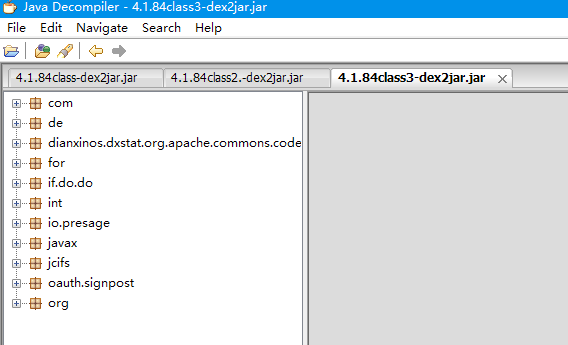 Java Decompiler - 4.1.84class3-dex2jar.jar
File Edit Navigate Search Help
4.1.84class-dex2jar.jar 4.1.84class2.-dex2jar.jar 4.1.84class3-dex2jar.jar
com
de
dianxinos.dxstat.org.apache.commons.code
for
if.do.do
int
io.presage
javax
jcifs
oauth.signpost
org